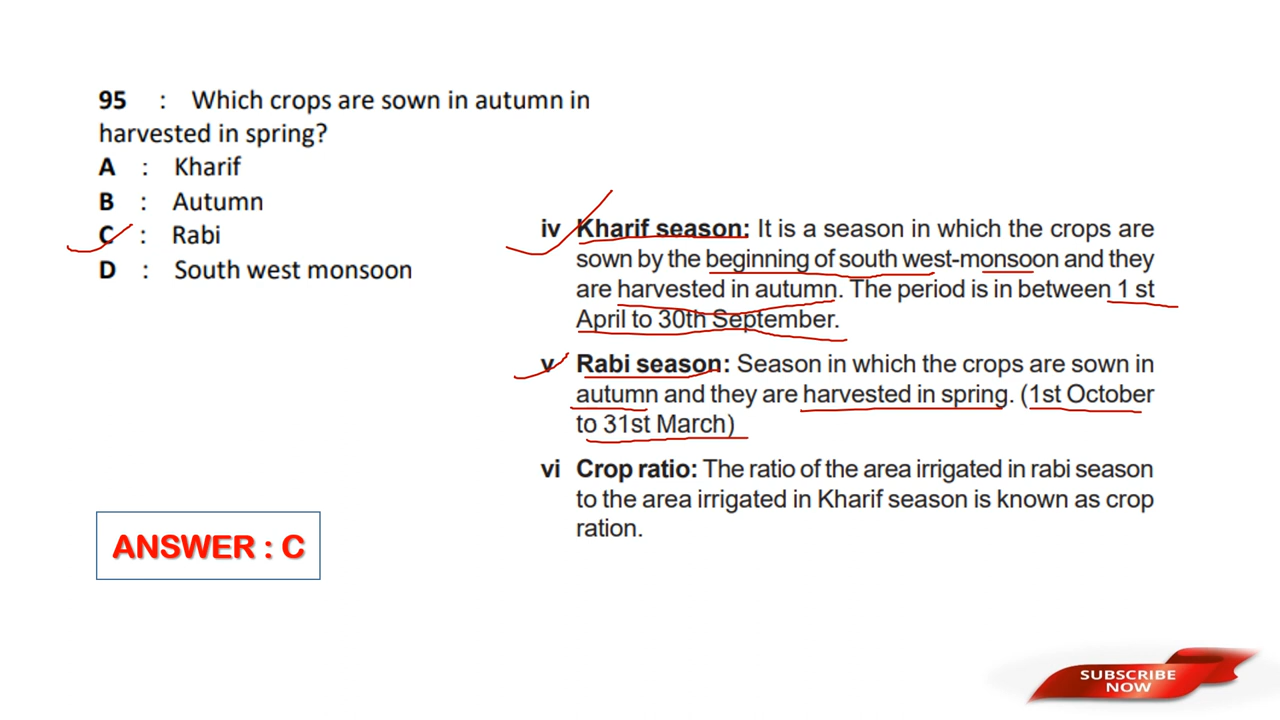 95 : Which crops are sown in autumn in
harvested in spring?
A : Kharif
B : Autumn
C : Rabi
D : South west monsoon
iv Kharif season: It is a season in which the crops are
sown by the beginning of south west-monsoon and they
are harvested in autumn. The period is in between 1 st
April to 30th September.
v Rabi season: Season in which the crops are sown in
autumn and they are harvested in spring. (1st October
to 31st March)
vi Crop ratio: The ratio of the area irrigated in rabi season
to the area irrigated in Kharif season is known as crop
ration.
ANSWER : C
SUBSCRIBE
NOW